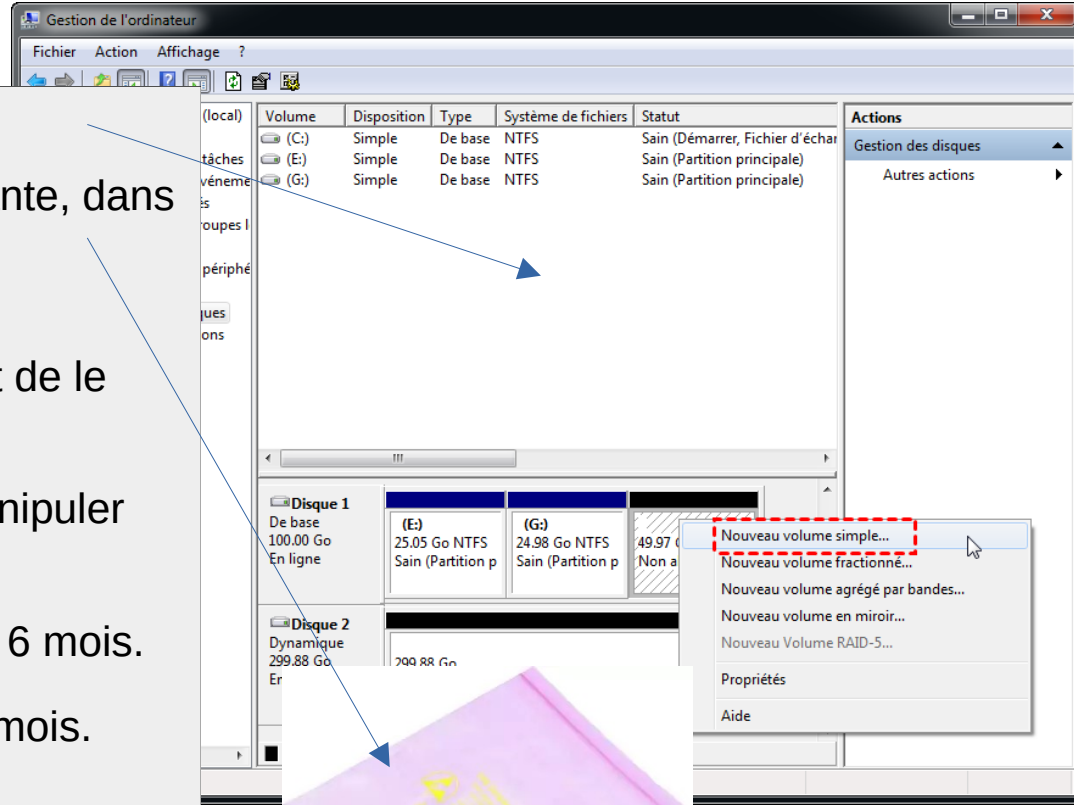 Gestion de l'ordinateur
Fichier Action Affichage ?
nte, dans
t de le
nipuler
6 mois.
mois.
(local)
tâches
véneme
és
roupes l
périphé
ques
ons
Volume Disposition Type Système de fichiers Statut
(C:) Simple De base NTFS Sain (Démarrer, Fichier d'échan
(E:) Simple De base NTFS Sain (Partition principale)
(G:) Simple De base NTFS Sain (Partition principale)
Actions
Gestion des disques
Autres actions
Disque 1
De base
100.00 Go
En ligne
(E:)
25.05 Go NTFS
Sain (Partition p
(G:)
24.98 Go NTFS
Sain (Partition p
49.97
Non a
Disque 2
Dynamique
299.88 Go
299.88 Go
Nouveau volume simple...
Nouveau volume fractionné...
Nouveau volume agrégé par bandes...
Nouveau volume en miroir...
Nouveau Volume RAID-5...
Propriétés
Aide